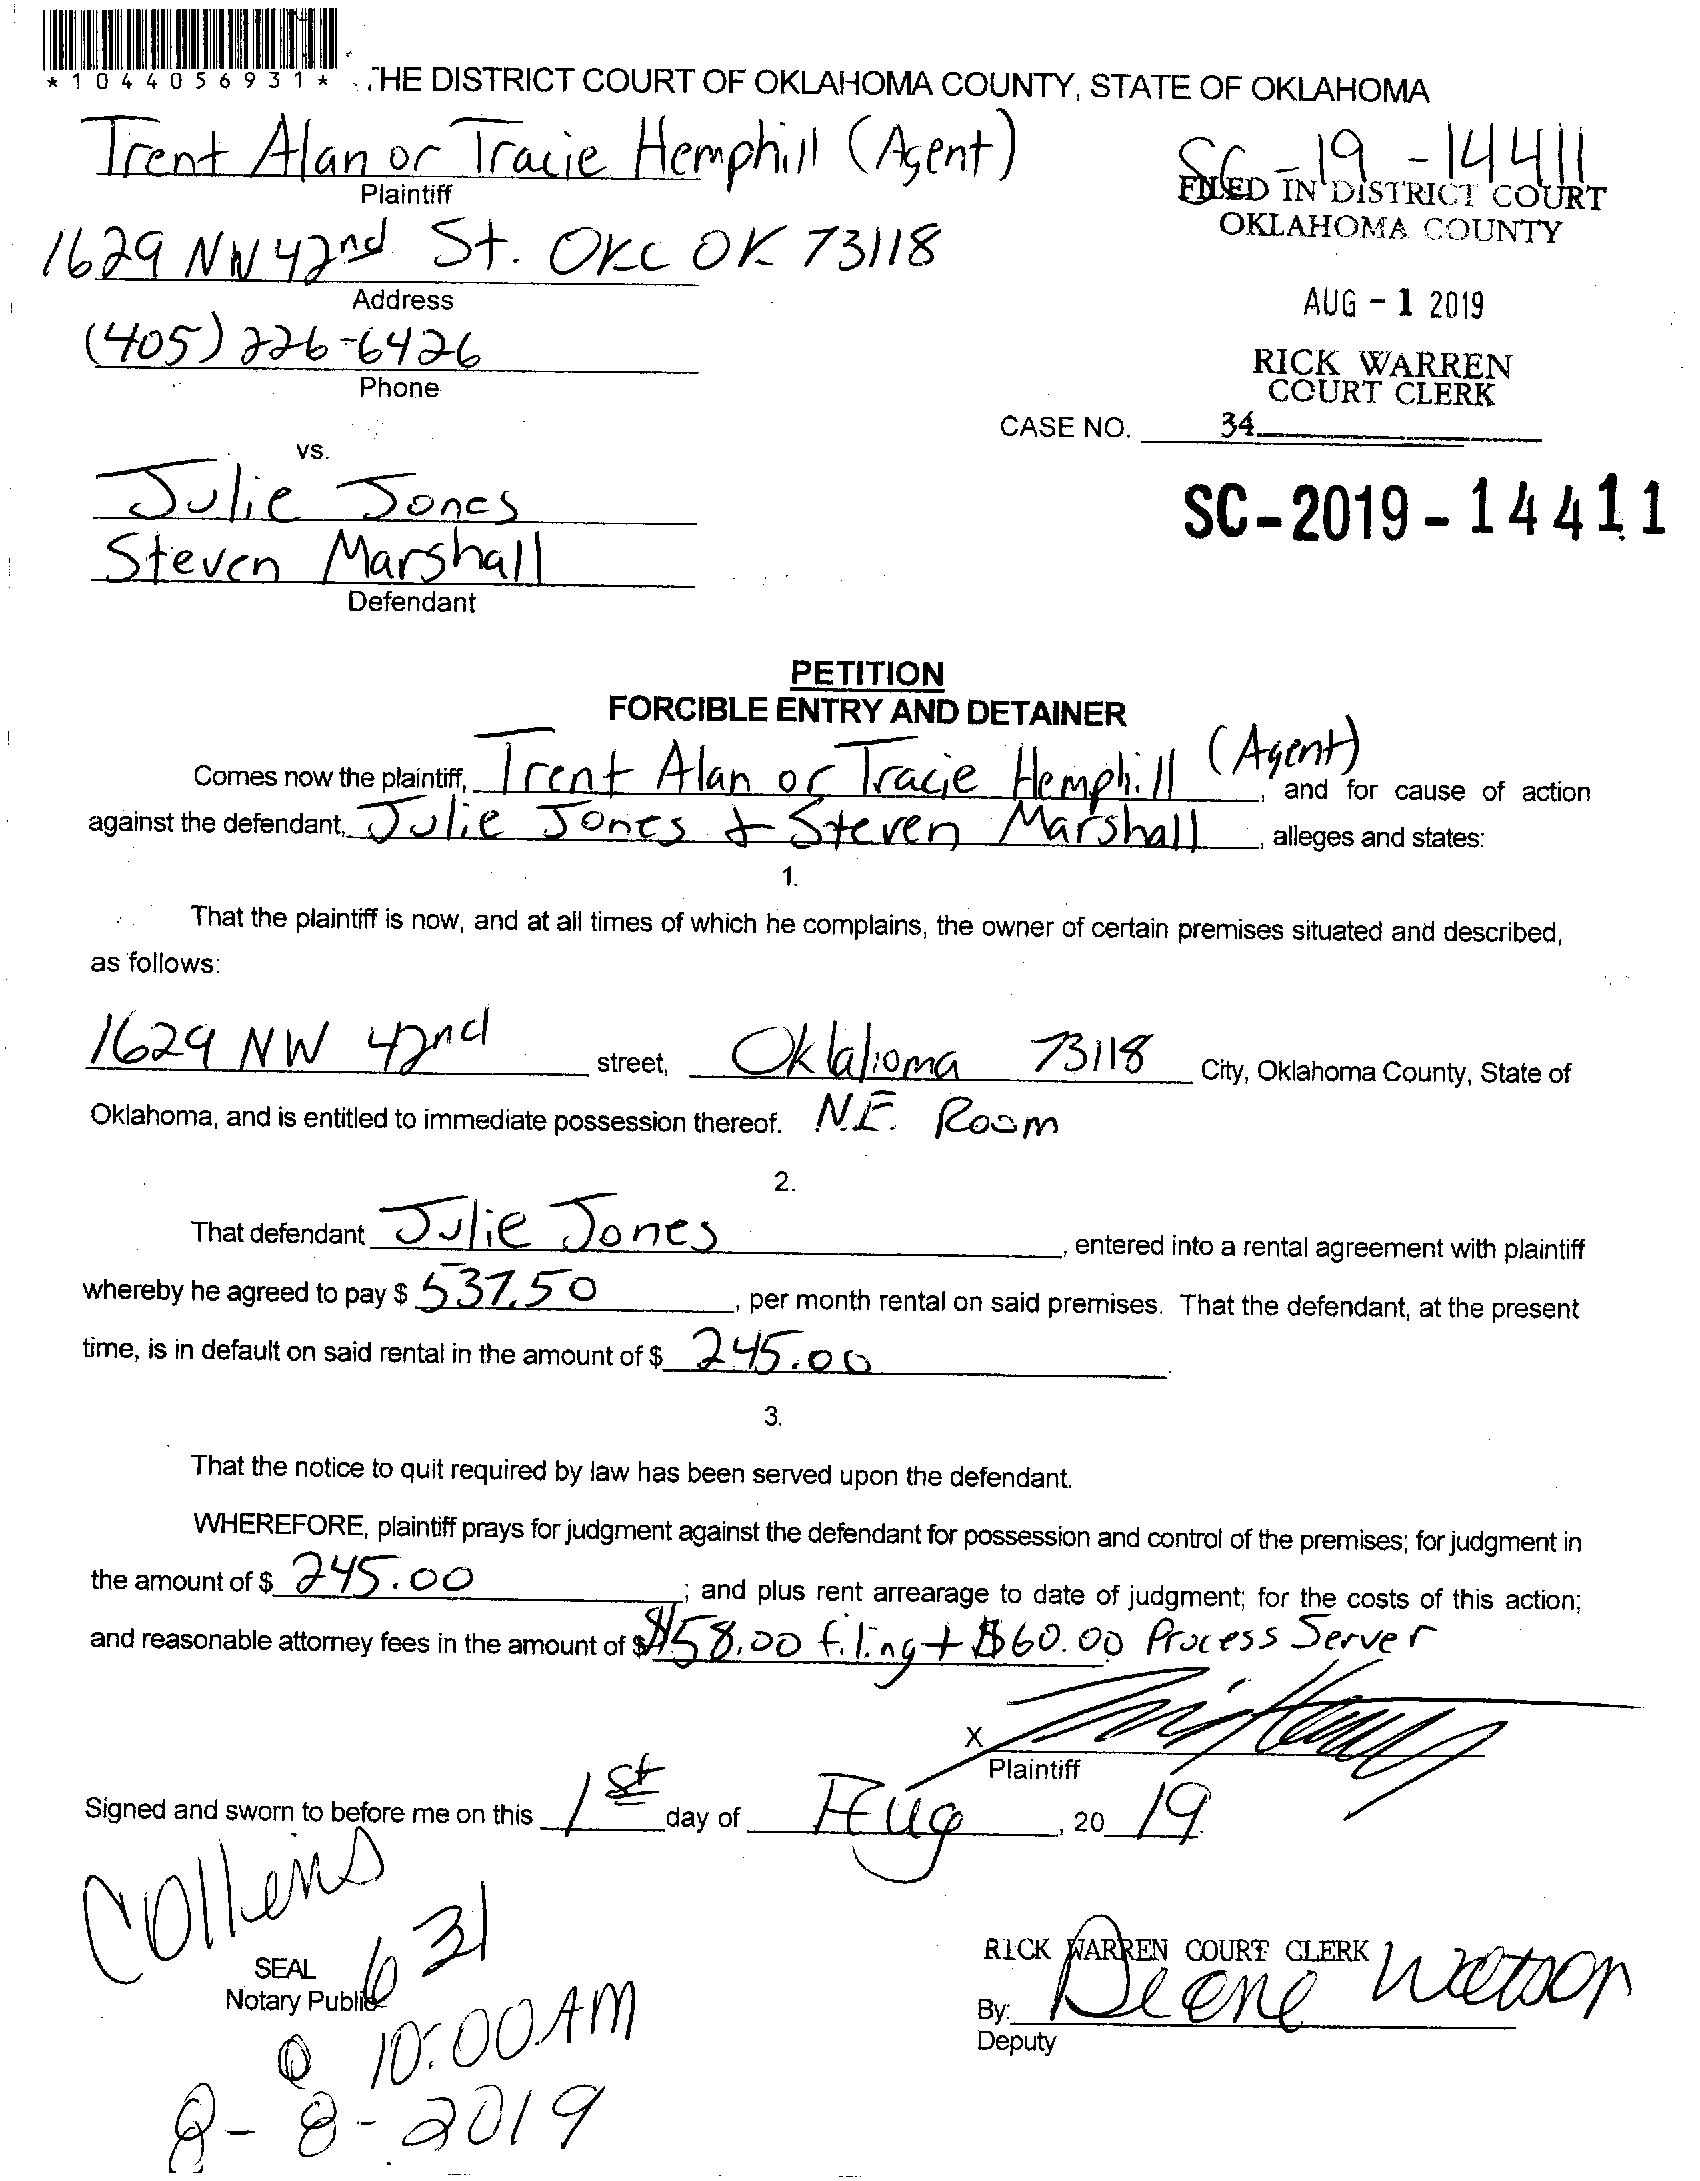 *1044056931* THE DISTRICT COURT OF OKLAHOMA COUNTY, STATE OF OKLAHOMA
Trent Alan or Tracie Hemphill (Agent)
Plaintiff
SC-19-14411
FILED IN DISTRICT COURT
OKLAHOMA COUNTY
1629 NW 42nd St. OKC OK 73118
Address
AUG - 1 2019
(405) 226-6426
Phone
RICK WARREN
COURT CLERK
CASE NO. 34
vs.
SC-2019-14411
Julie Jones
Steven Marshall
Defendant
PETITION
FORCIBLE ENTRY AND DETAINER
Comes now the plaintiff, Trent Alan or Tracie Hemphill (Agent), and for cause of action
against the defendant, Julie Jones + Steven Marshall, alleges and states:
1.
That the plaintiff is now, and at all times of which he complains, the owner of certain premises situated and described,
as follows:
1629 NW 42nd street, Oklahoma 73118 City, Oklahoma County, State of
Oklahoma, and is entitled to immediate possession thereof. N.E. Room
2.
That defendant Julie Jones, entered into a rental agreement with plaintiff
whereby he agreed to pay $ 537.50, per month rental on said premises. That the defendant, at the present
time, is in default on said rental in the amount of $ 245.00.
3.
That the notice to quit required by law has been served upon the defendant.
WHEREFORE, plaintiff prays for judgment against the defendant for possession and control of the premises; for judgment in
the amount of $ 245.00; and plus rent arrearage to date of judgment; for the costs of this action;
and reasonable attorney fees in the amount of $ $58.00 filing + $60.00 Process Server
X
Plaintiff
Signed and sworn to before me on this 1st day of Aug, 20 19.
Collens
631
SEAL
Notary Public
RICK WARREN COURT CLERK
By: Deone Watson
Deputy
@ 10:00 AM
8-8-2019